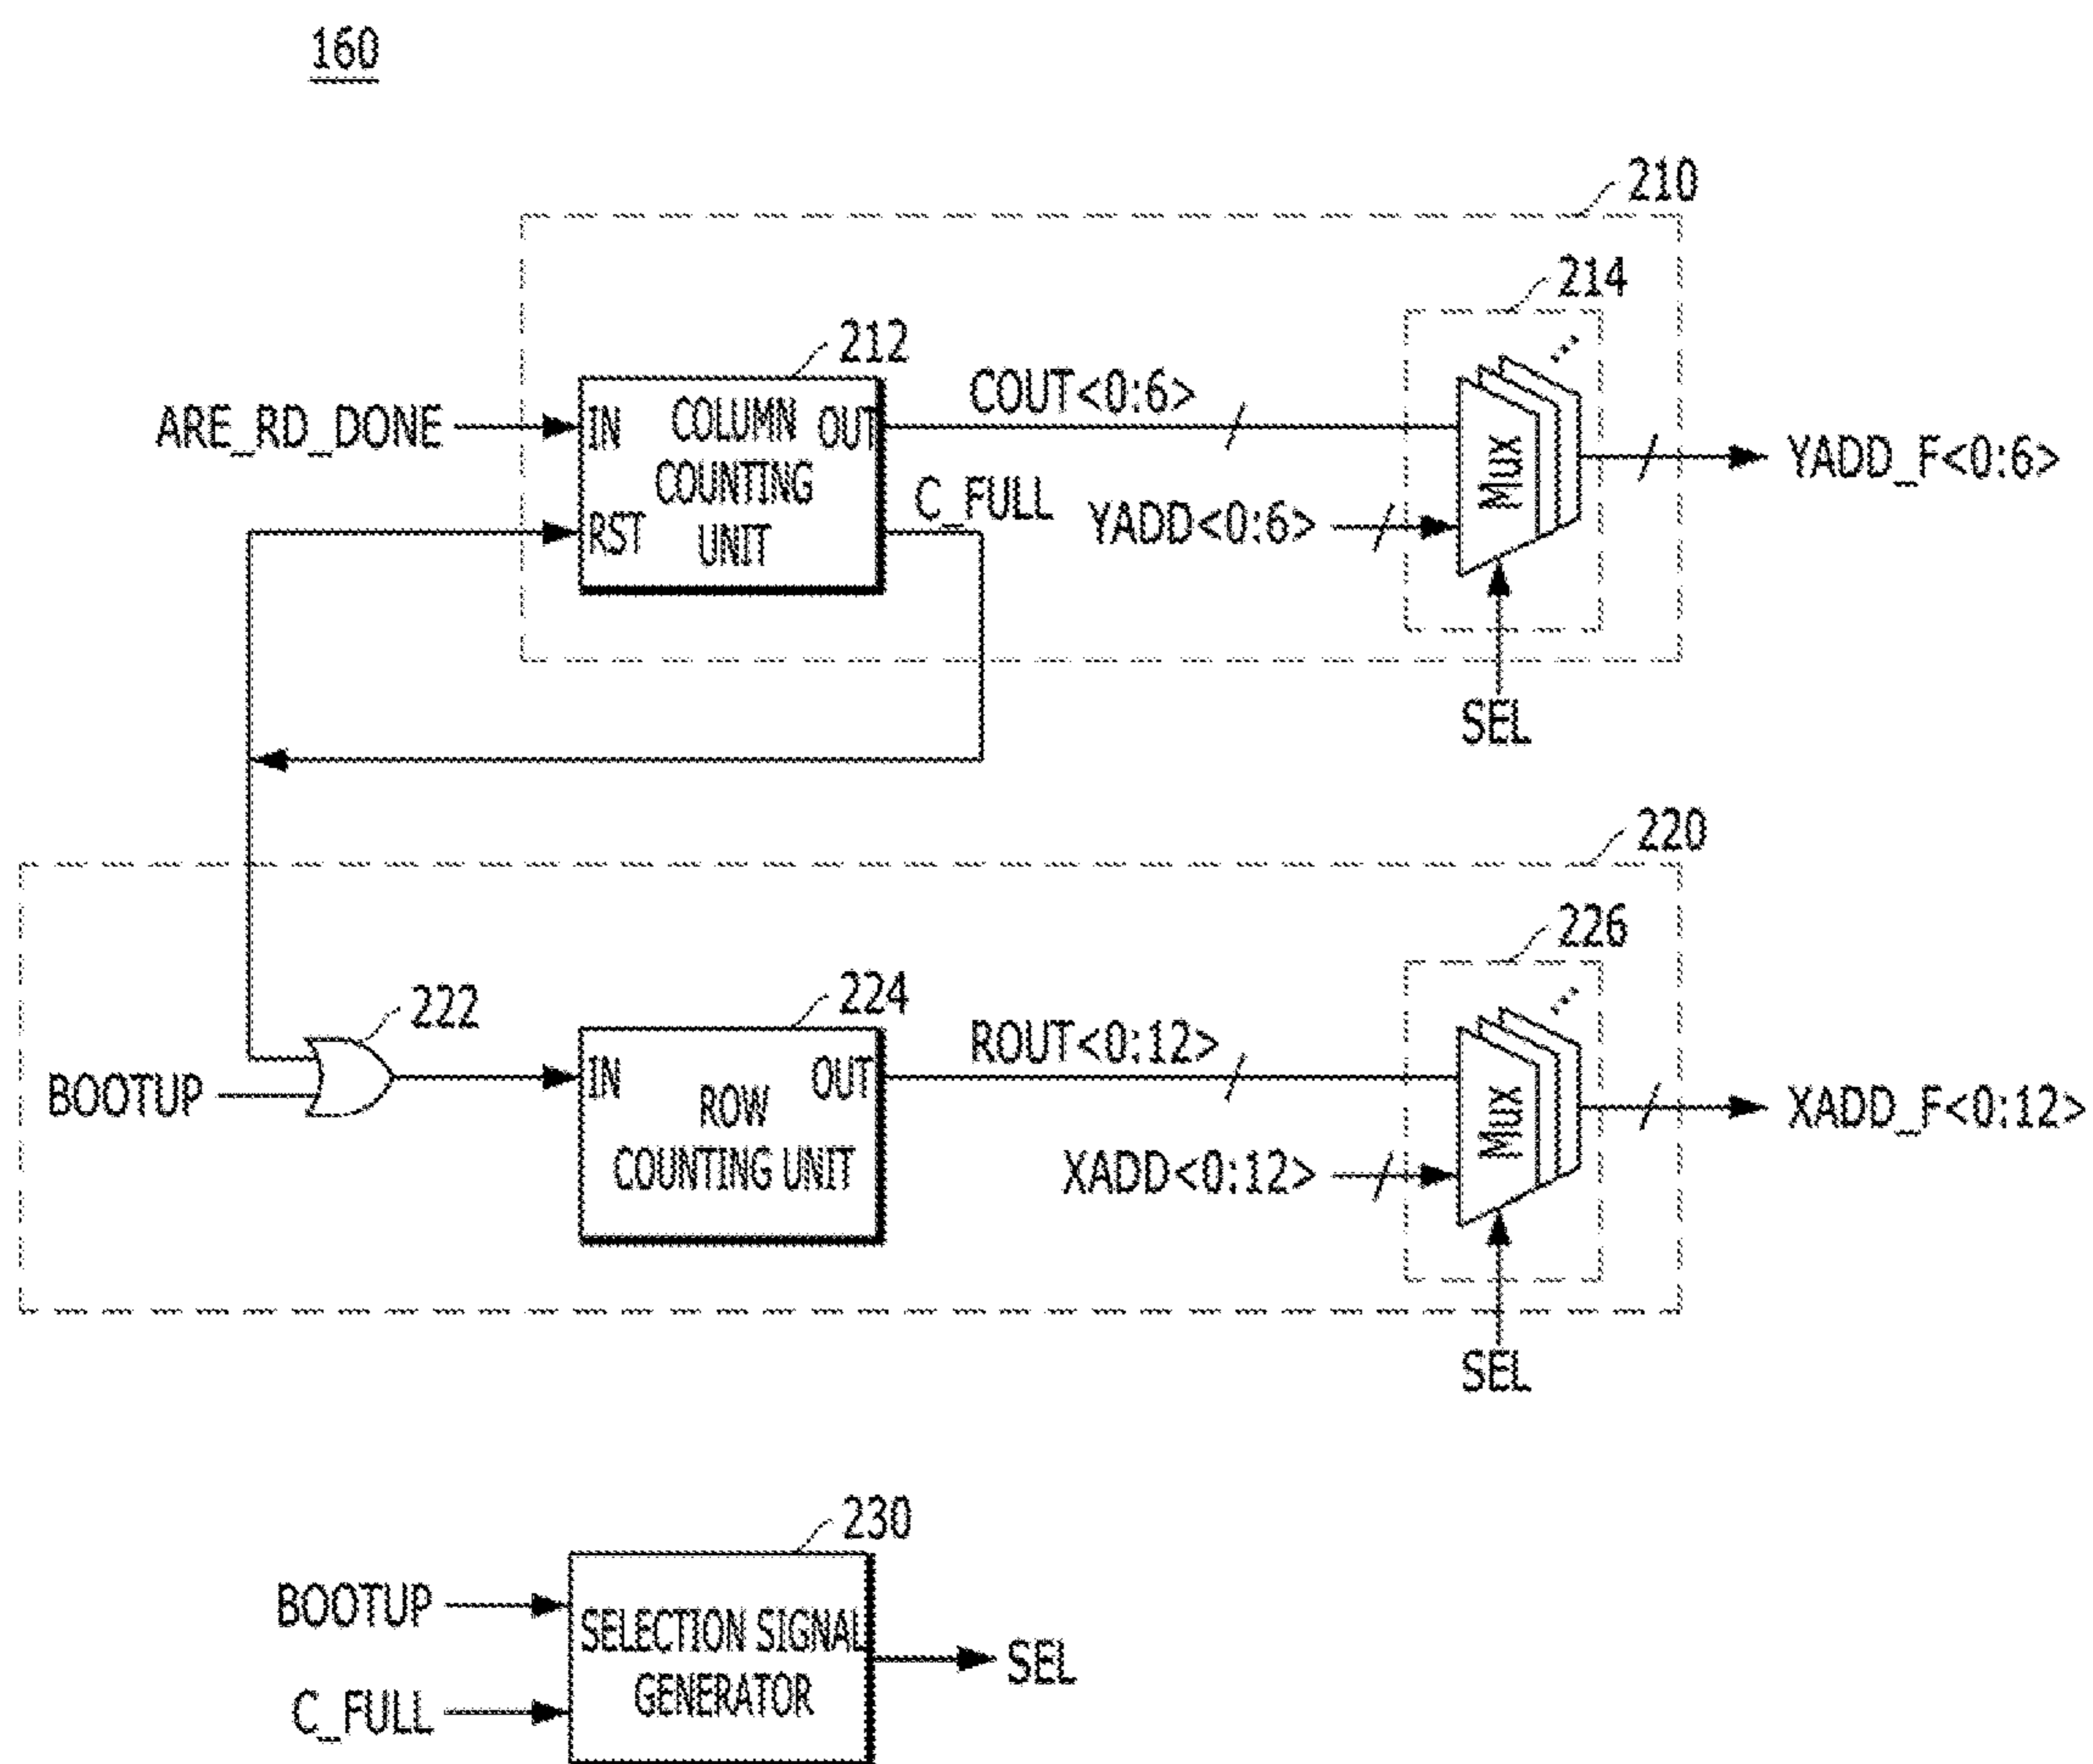 160
210
214
212
ARE_RD_DONE
IN
COLUMN
COUNTING
UNIT
OUT
RST
COUT<0:6>
C_FULL
YADD<0:6>
Mux
YADD_F<0:6>
SEL
220
226
222
224
BOOTUP
IN
ROW
COUNTING UNIT
OUT
ROUT<0:12>
XADD<0:12>
Mux
XADD_F<0:12>
SEL
230
BOOTUP
C_FULL
SELECTION SIGNAL
GENERATOR
SEL